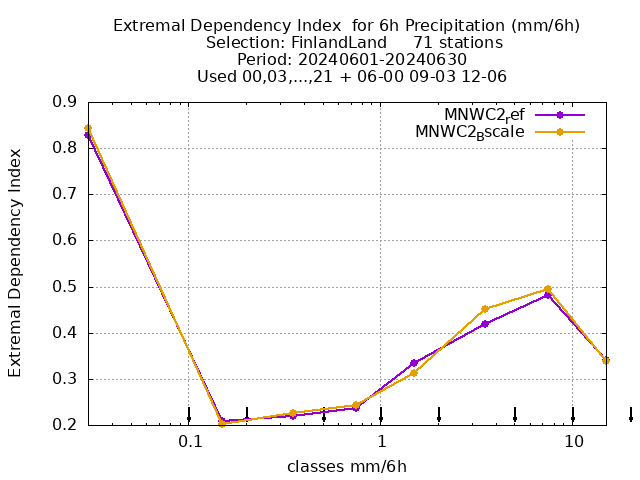 Extremal Dependency Index  for 6h Precipitation (mm/6h)
Selection: FinlandLand     71 stations
Period: 20240601-20240630
Used 00,03,...,21 + 06-00 09-03 12-06
MNWC2ref
MNWC2Bscale
Extremal Dependency Index
0.9
0.8
0.7
0.6
0.5
0.4
0.3
0.2
0.1 1 10
classes mm/6h